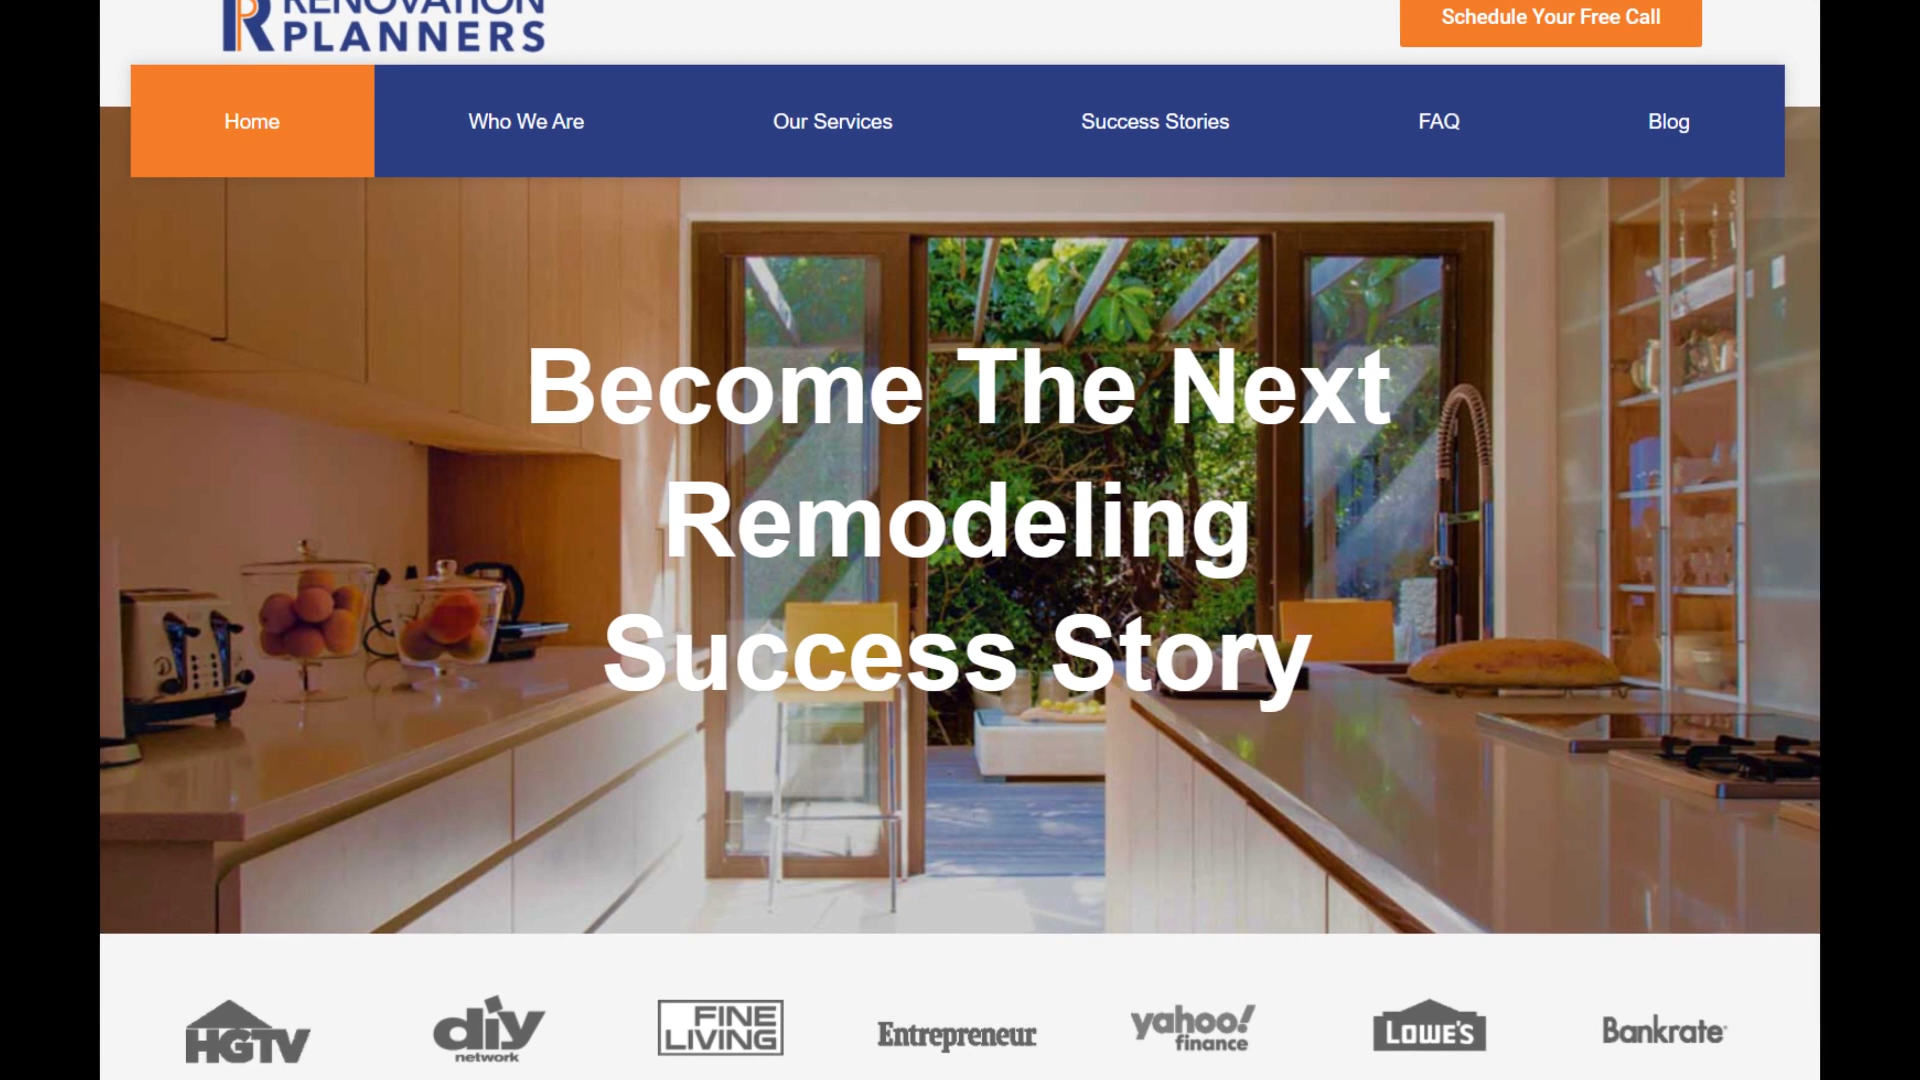 RENOVATION
PLANNERS
Schedule Your Free Call
Home
Who We Are
Our Services
Success Stories
FAQ
Blog
Become The Next
Remodeling
Success Story
HGTV
diy
network
FINE
LIVING
Entrepreneur
yahoo!
finance
LOWE'S
Bankrate